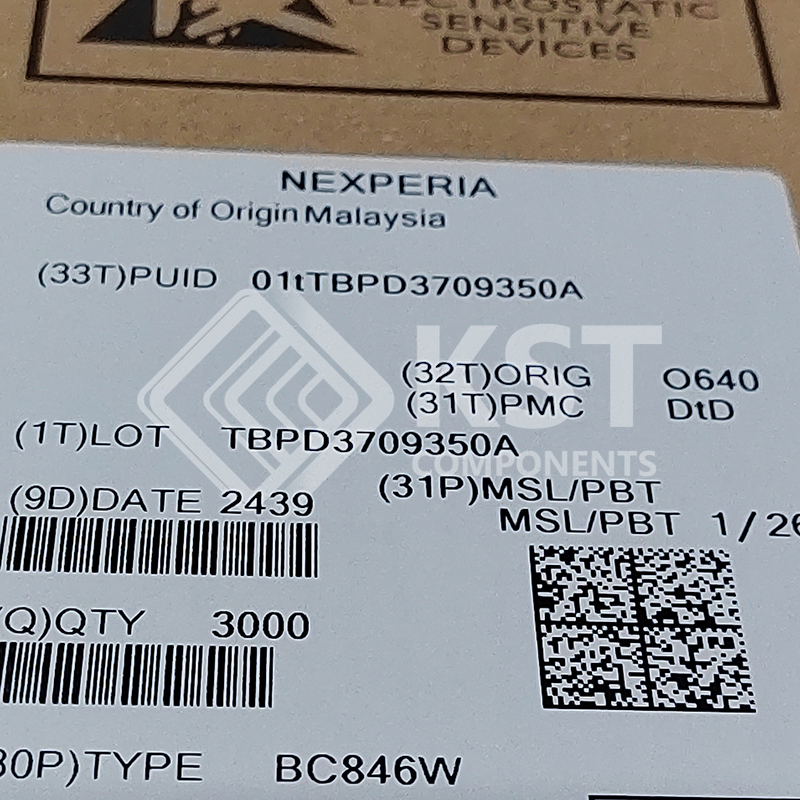 ELECTROSTATIC
SENSITIVE
DEVICES
NEXPERIA
Country of Origin Malaysia
(33T)PUID 01tTBPD3709350A
KST
COMPONENTS
(32T)ORIG O640
(31T)PMC DtD
(1T)LOT TBPD3709350A
(9D)DATE 2439
(31P)MSL/PBT
MSL/PBT 1/26
(Q)QTY 3000
30P)TYPE BC846W